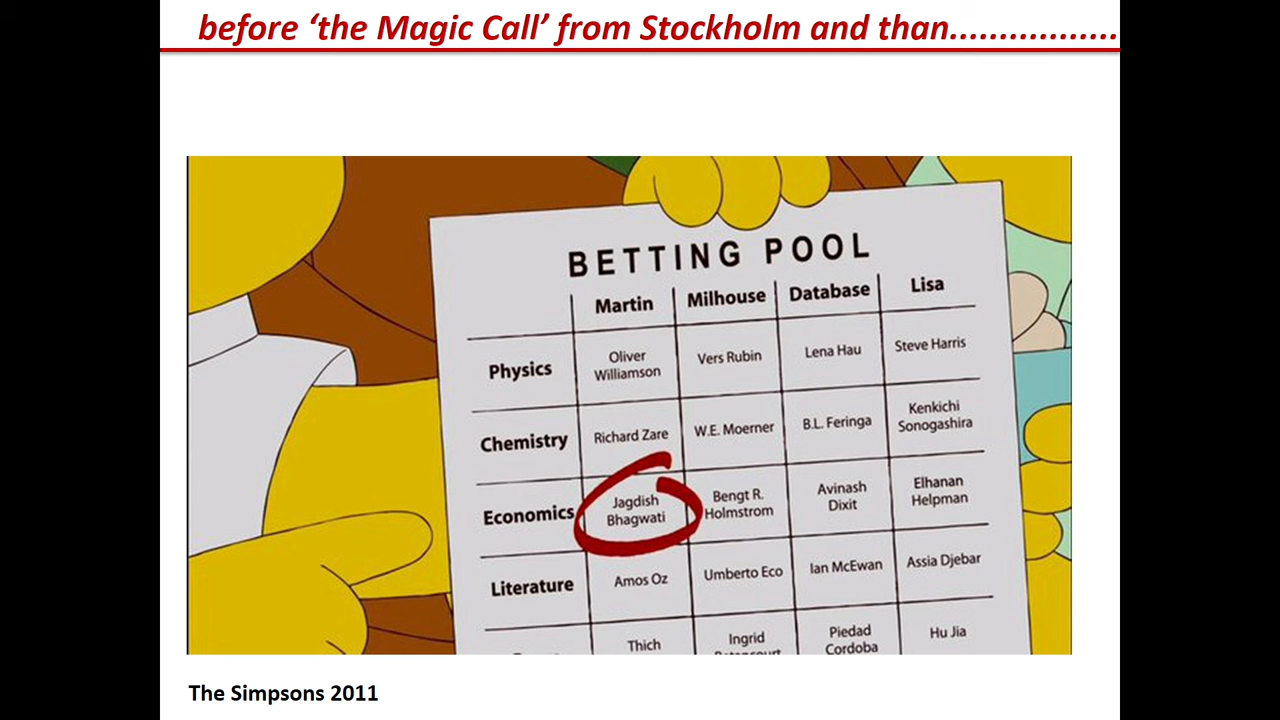 before ‘the Magic Call’ from Stockholm and than.................
BETTING POOL
Martin Milhouse Database Lisa
Physics Oliver Williamson Vers Rubin Lena Hau Steve Harris
Chemistry Richard Zare W.E. Moerner B.L. Feringa Kenkichi Sonogashira
Economics Jagdish Bhagwati Bengt R. Holmstrom Avinash Dixit Elhanan Helpman
Literature Amos Oz Umberto Eco Ian McEwan Assia Djebar
Thich Ingrid Piedad Cordoba Hu Jia
The Simpsons 2011